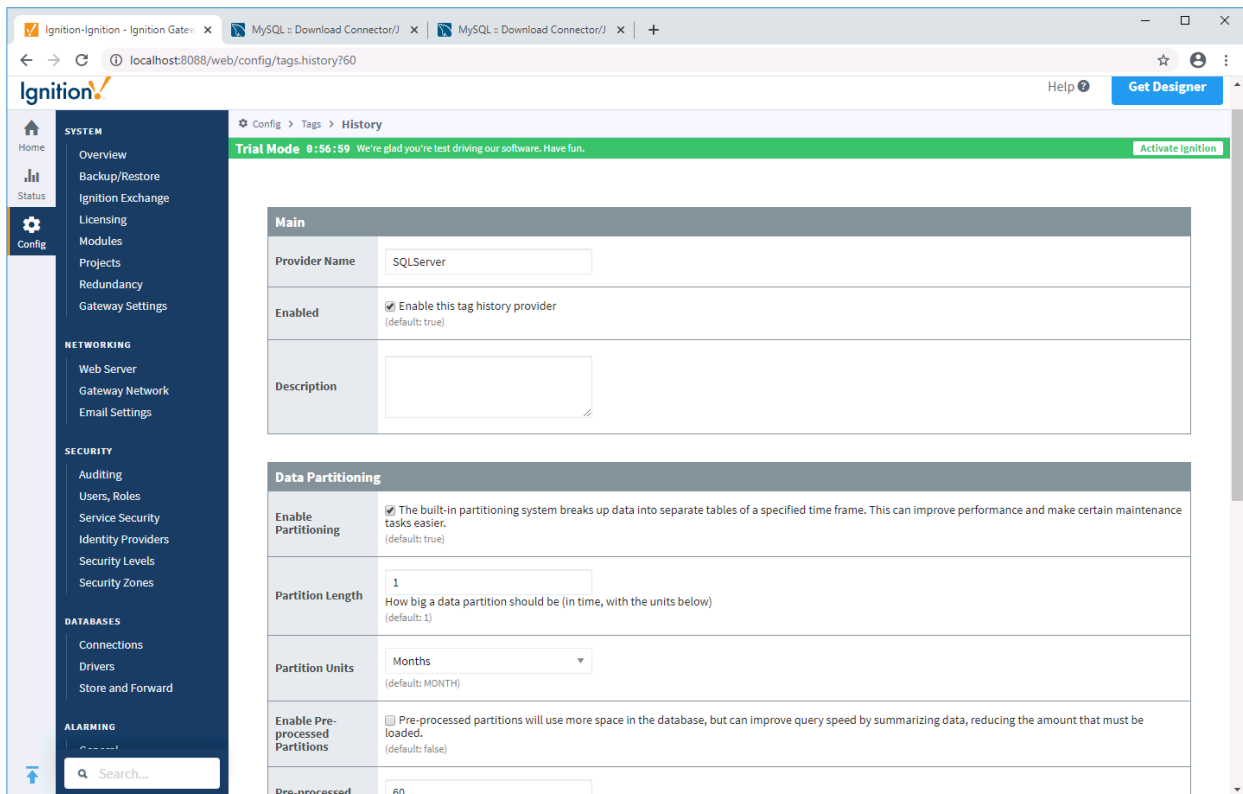 Ignition-Ignition - Ignition Gatew
MySQL :: Download Connector/J
MySQL :: Download Connector/J
localhost:8088/web/config/tags.history?60
Ignition!
Help
Get Designer
Home
Status
Config
SYSTEM
Overview
Backup/Restore
Ignition Exchange
Licensing
Modules
Projects
Redundancy
Gateway Settings
NETWORKING
Web Server
Gateway Network
Email Settings
SECURITY
Auditing
Users, Roles
Service Security
Identity Providers
Security Levels
Security Zones
DATABASES
Connections
Drivers
Store and Forward
ALARMING
General
Search...
Config > Tags > History
Trial Mode 0:56:59 We're glad you're test driving our software. Have fun.
Activate Ignition
Main
Provider Name
SQLServer
Enabled
Enable this tag history provider
(default: true)
Description
Data Partitioning
Enable
Partitioning
The built-in partitioning system breaks up data into separate tables of a specified time frame. This can improve performance and make certain maintenance
tasks easier.
(default: true)
Partition Length
1
How big a data partition should be (in time, with the units below)
(default: 1)
Partition Units
Months
(default: MONTH)
Enable Pre-
processed
Partitions
Pre-processed partitions will use more space in the database, but can improve query speed by summarizing data, reducing the amount that must be
loaded.
(default: false)
Pre-processed
60